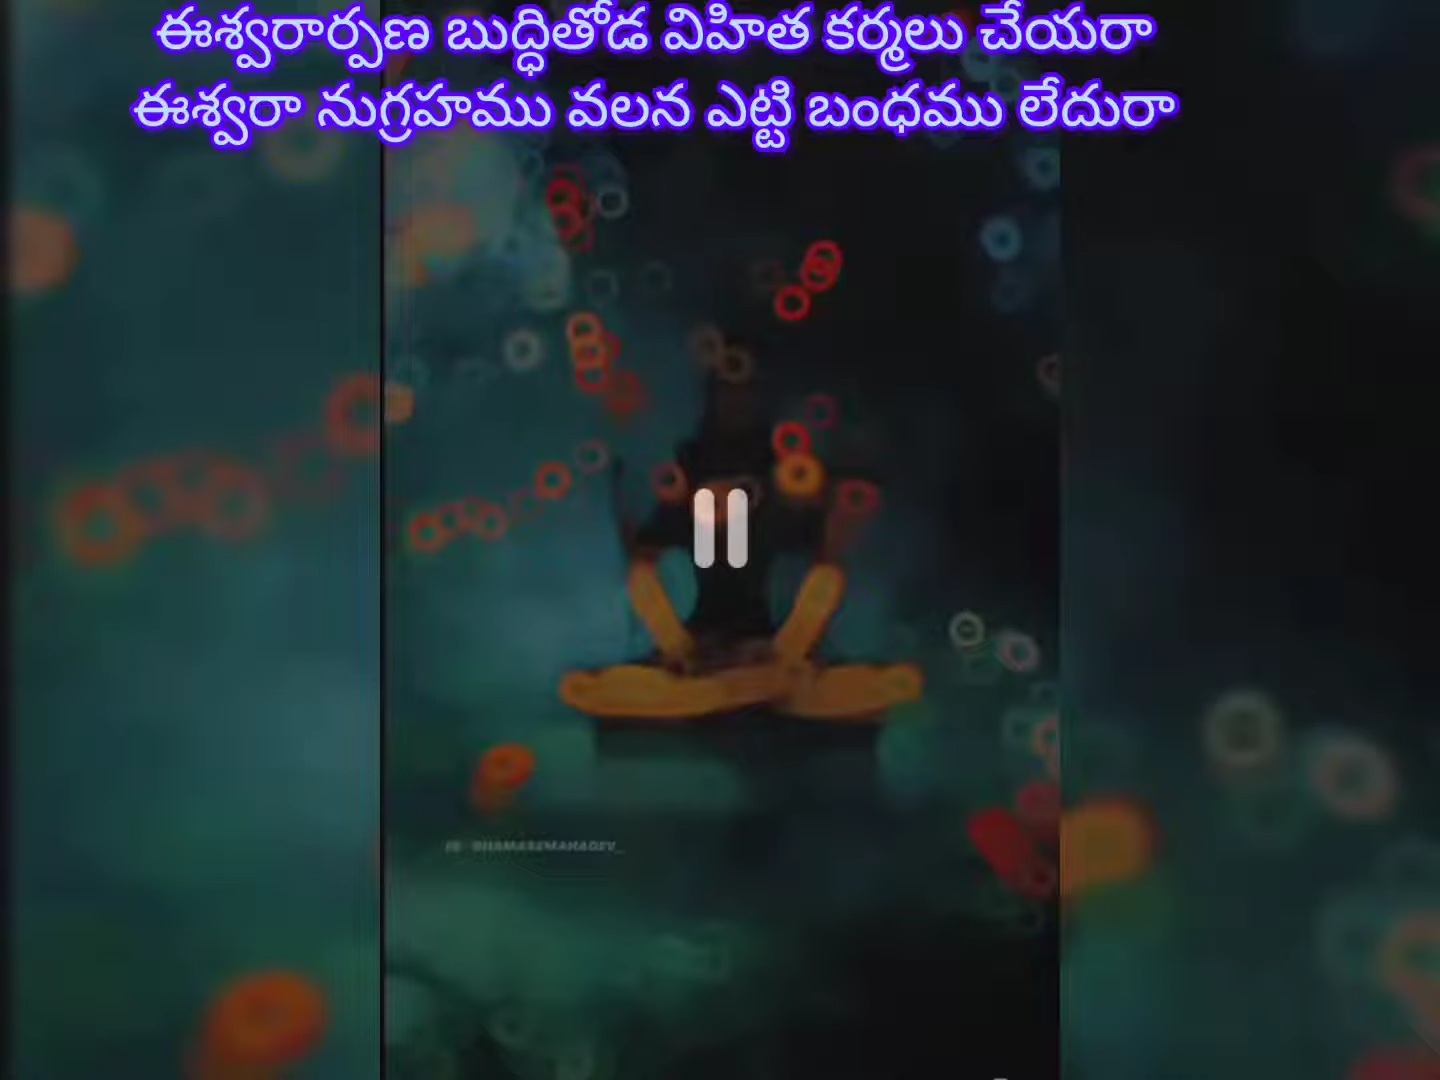 ఈశ్వరార్పణ బుద్ధితోడ విహిత కర్మలు చేయరా
ఈశ్వరా నుగ్రహము వలన ఎట్టి బంధము లేదురా